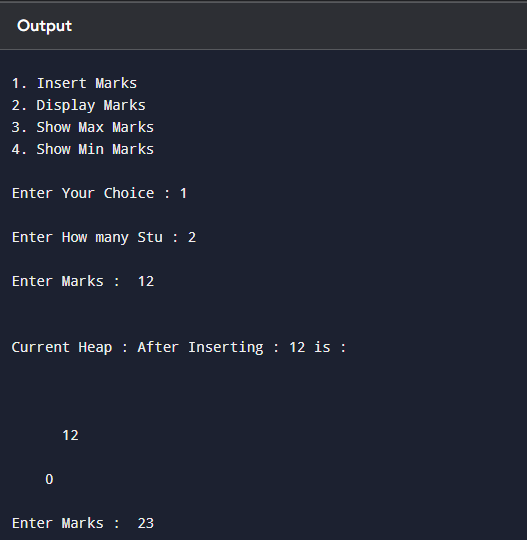 Output
1. Insert Marks
2. Display Marks
3. Show Max Marks
4. Show Min Marks
Enter Your Choice : 1
Enter How many Stu : 2
Enter Marks :  12
Current Heap : After Inserting : 12 is :
12
0
Enter Marks :  23